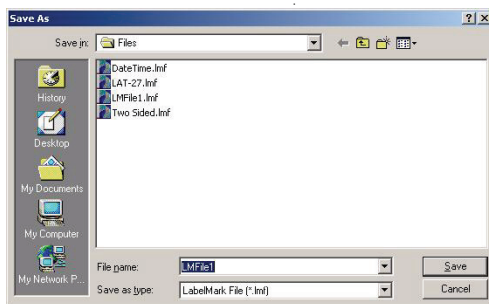 Save As
Save in: Files
DateTime.lmf
LAT-27.lmf
LMFile1.lmf
Two Sided.lmf
History
Desktop
My Documents
My Computer
My Network P...
File name: LMFile1 Save
Save as type: LabelMark File (*.lmf) Cancel